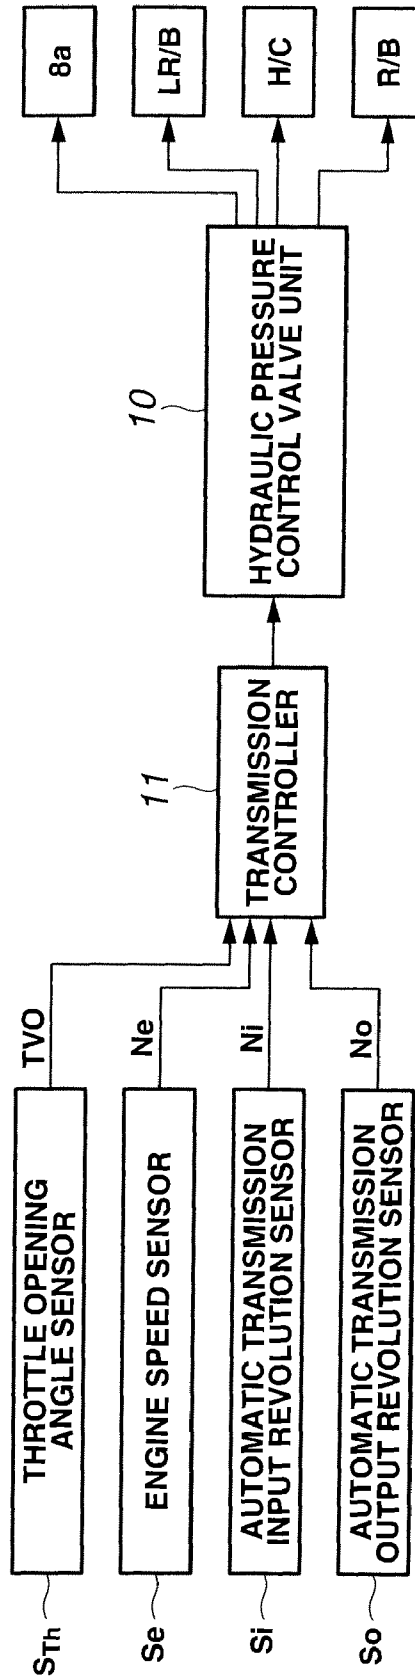 STh
THROTTLE OPENING
ANGLE SENSOR
TVO
Se
ENGINE SPEED SENSOR
Ne
Si
AUTOMATIC TRANSMISSION
INPUT REVOLUTION SENSOR
Ni
So
AUTOMATIC TRANSMISSION
OUTPUT REVOLUTION SENSOR
No
11
TRANSMISSION
CONTROLLER
10
HYDRAULIC PRESSURE
CONTROL VALVE UNIT
8a
LR/B
H/C
R/B